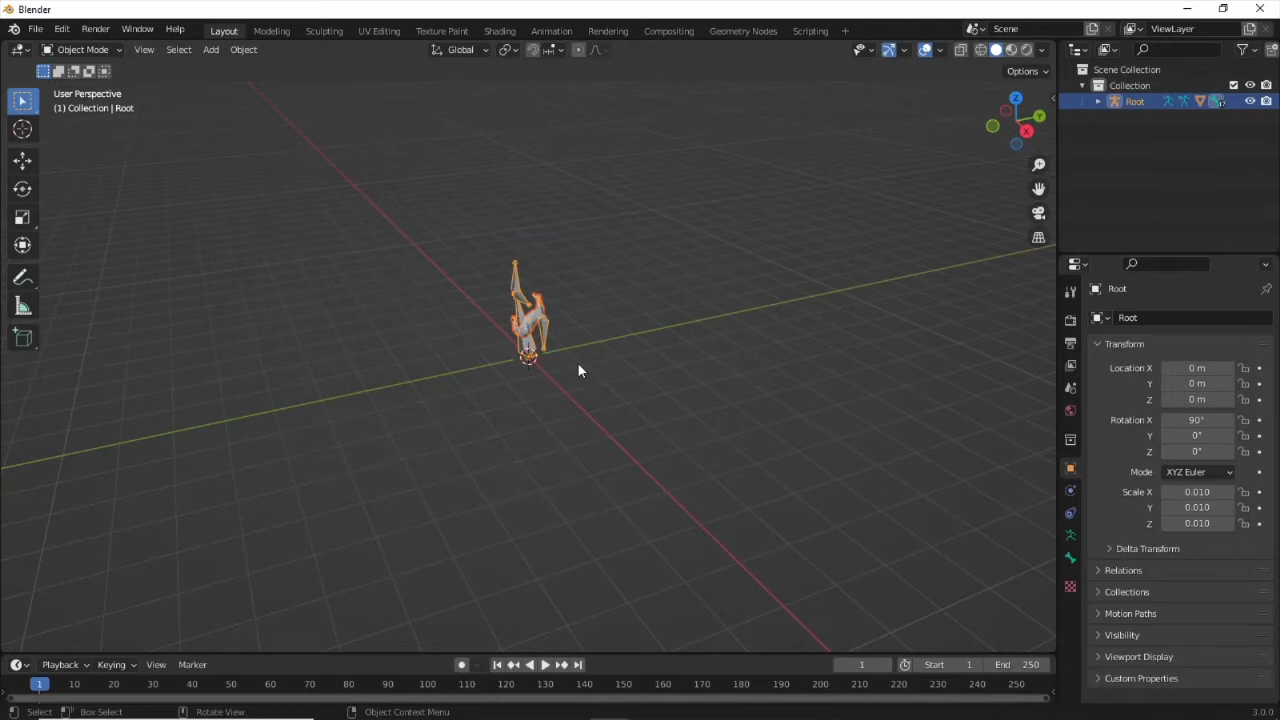 Blender
File Edit Render Window Help Layout Modeling Sculpting UV Editing Texture Paint Shading Animation Rendering Compositing Geometry Nodes Scripting + Scene ViewLayer
Object Mode View Select Add Object Global
Options
User Perspective
(1) Collection | Root
Z
Y
X
Scene Collection
Collection
Root
17
Root
Root
Transform
Location X 0 m
Y 0 m
Z 0 m
Rotation X 90°
Y 0°
Z 0°
Mode XYZ Euler
Scale X 0.010
Y 0.010
Z 0.010
Delta Transform
Relations
Collections
Motion Paths
Visibility
Viewport Display
Custom Properties
Playback Keying View Marker 1 Start 1 End 250
1 10 20 30 40 50 60 70 80 90 100 110 120 130 140 150 160 170 180 190 200 210 220 230 240 250
Select Box Select Rotate View Object Context Menu 3.0.0